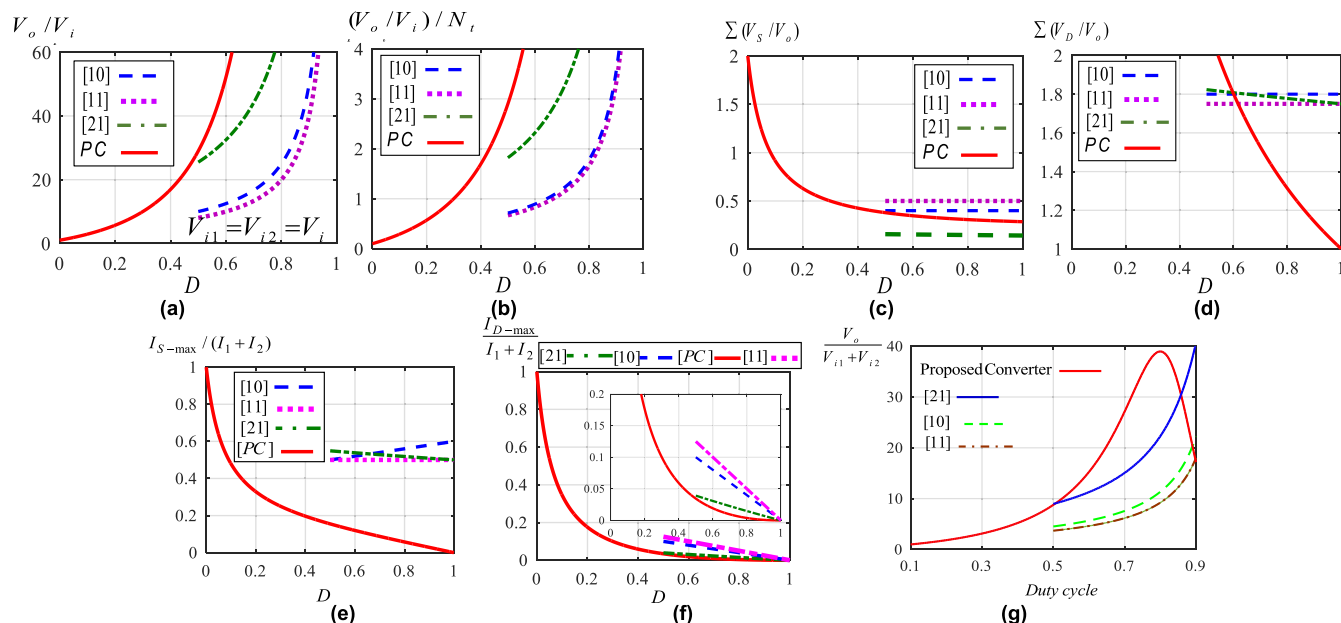 V_o /V_i
60
40
20
0
[10]
[11]
[21]
PC
V_i1 =V_i2 =V_i
0 0.2 0.4 0.6 0.8 1
D
(a)
(V_o /V_i ) / N_t
4
3
2
1
0
[10]
[11]
[21]
PC
0 0.2 0.4 0.6 0.8 1
D
(b)
∑ (V_S /V_o)
2
1.5
1
0.5
0
[10]
[11]
[21]
PC
0 0.2 0.4 0.6 0.8 1
D
(c)
∑ (V_D /V_o)
2
1.8
1.6
1.4
1.2
1
[10]
[11]
[21]
PC
0 0.2 0.4 0.6 0.8 1
D
(d)
I_S-max / (I_1 + I_2)
1
0.8
0.6
0.4
0.2
0
[10]
[11]
[21]
[PC]
0 0.2 0.4 0.6 0.8 1
D
(e)
I_D-max
I_1 + I_2
[21] [10] [PC] [11]
1
0.8
0.6
0.4
0.2
0
0.2
0.15
0.1
0.05
0
0 0.2 0.4 0.6 0.8 1
0 0.2 0.4 0.6 0.8 1
D
(f)
V_o
V_i1 + V_i2
40
30
20
10
0
Proposed Converter
[21]
[10]
[11]
0.1 0.3 0.5 0.7 0.9
Duty cycle
(g)